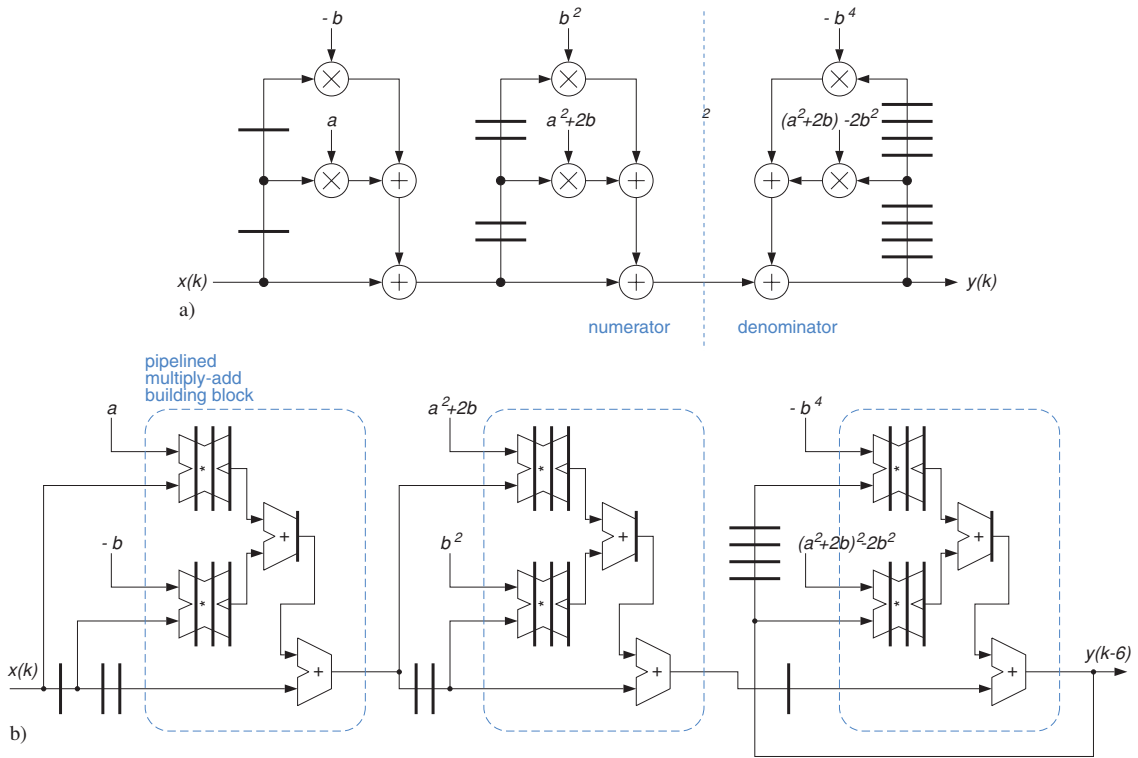 - b
b 2
- b 4
a
a 2+2b
2
(a 2+2b) -2b 2
x(k)
y(k)
a)
numerator
denominator
pipelined
multiply-add
building block
a
a 2+2b
- b 4
*
*
*
+
+
+
- b
b 2
(a 2+2b) 2-2b 2
*
*
*
x(k)
+
+
+
y(k-6)
b)